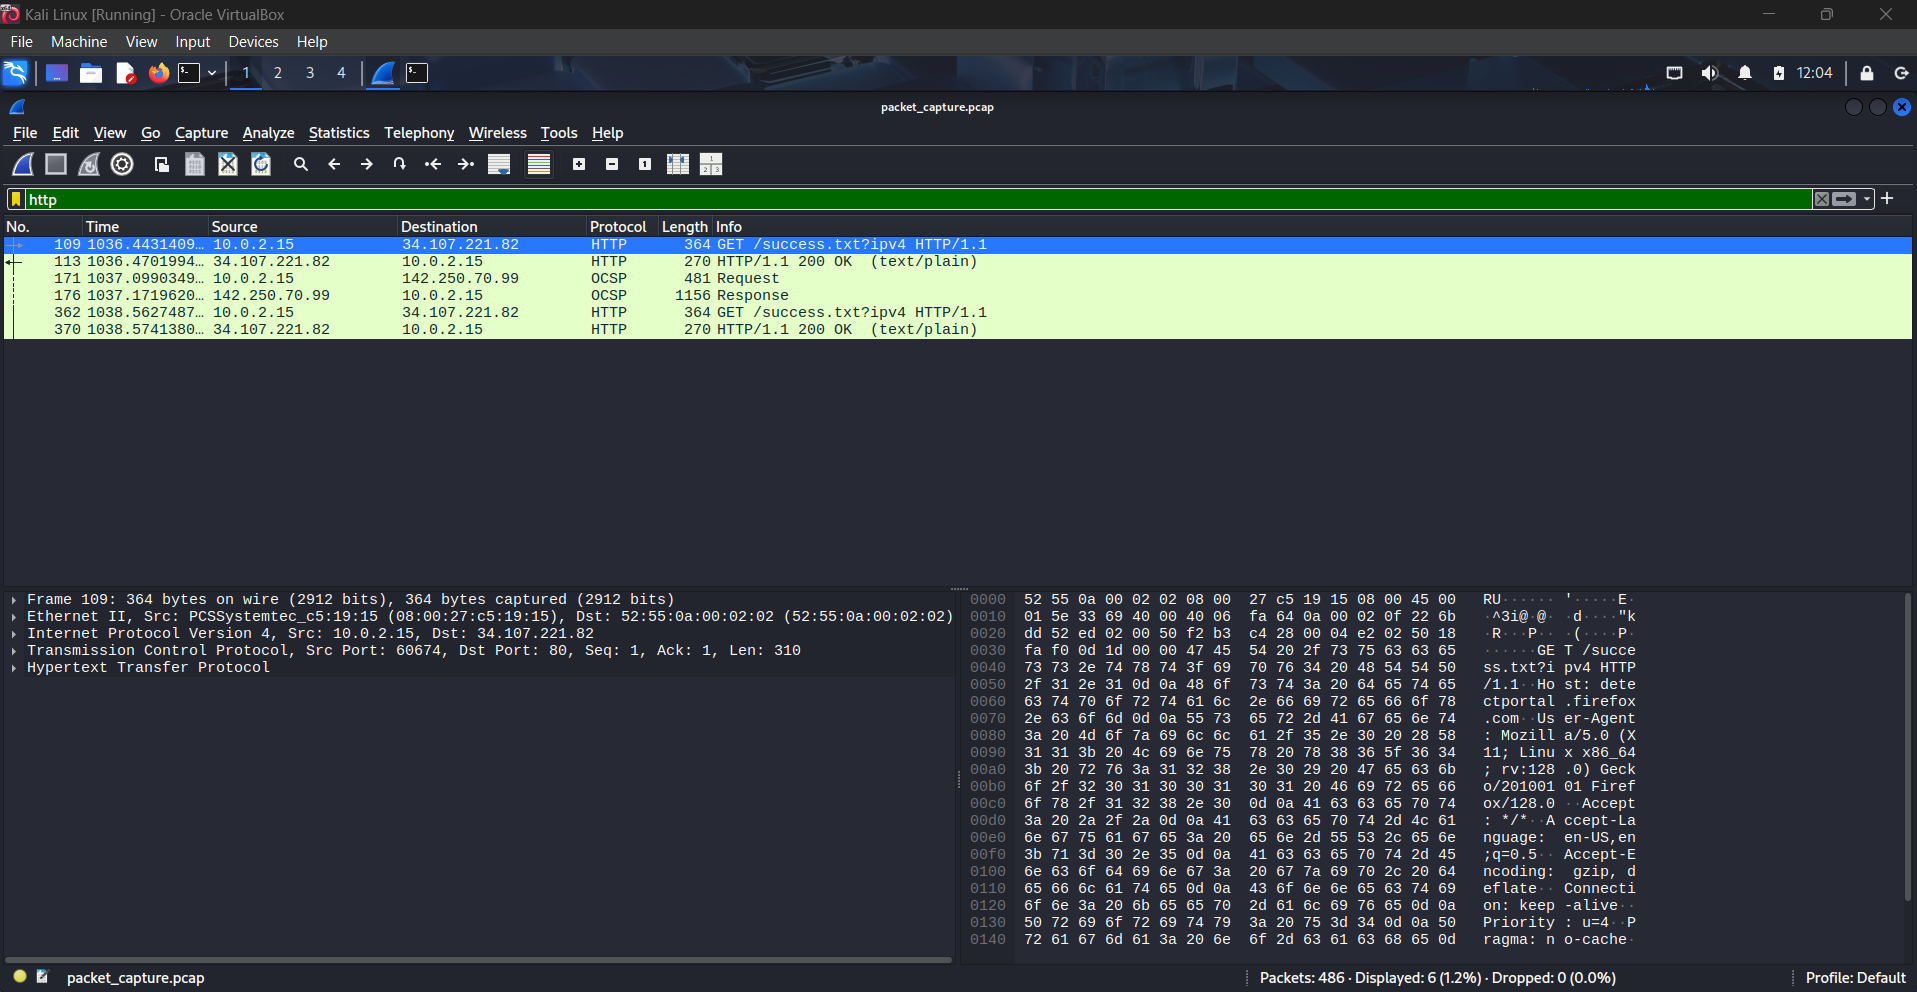 Kali Linux [Running] - Oracle VirtualBox
File Machine View Input Devices Help
1 2 3 4 12:04
packet_capture.pcap
File Edit View Go Capture Analyze Statistics Telephony Wireless Tools Help
http
No. Time Source Destination Protocol Length Info
109 1036.4431409… 10.0.2.15 34.107.221.82 HTTP 364 GET /success.txt?ipv4 HTTP/1.1
113 1036.4701994… 34.107.221.82 10.0.2.15 HTTP 270 HTTP/1.1 200 OK (text/plain)
171 1037.0990349… 10.0.2.15 142.250.70.99 OCSP 481 Request
176 1037.1719620… 142.250.70.99 10.0.2.15 OCSP 1156 Response
362 1038.5627487… 10.0.2.15 34.107.221.82 HTTP 364 GET /success.txt?ipv4 HTTP/1.1
370 1038.5741380… 34.107.221.82 10.0.2.15 HTTP 270 HTTP/1.1 200 OK (text/plain)
Frame 109: 364 bytes on wire (2912 bits), 364 bytes captured (2912 bits)
Ethernet II, Src: PCSSystemtec_c5:19:15 (08:00:27:c5:19:15), Dst: 52:55:0a:00:02:02 (52:55:0a:00:02:02)
Internet Protocol Version 4, Src: 10.0.2.15, Dst: 34.107.221.82
Transmission Control Protocol, Src Port: 60674, Dst Port: 80, Seq: 1, Ack: 1, Len: 310
Hypertext Transfer Protocol
0000 52 55 0a 00 02 02 08 00 27 c5 19 15 08 00 45 00 RU······ '·····E·
0010 01 5e 33 69 40 00 40 06 fa 64 0a 00 02 0f 22 6b ·^3i@·@· ·d····"k
0020 dd 52 ed 02 00 50 f2 b3 c4 28 00 04 e2 02 50 18 ·R···P·· ·(····P·
0030 fa f0 0d 1d 00 00 47 45 54 20 2f 73 75 63 63 65 ······GE T /succe
0040 73 73 2e 74 78 74 3f 69 70 76 34 20 48 54 54 50 ss.txt?i pv4 HTTP
0050 2f 31 2e 31 0d 0a 48 6f 73 74 3a 20 64 65 74 65 /1.1··Ho st: dete
0060 63 74 70 6f 72 74 61 6c 2e 66 69 72 65 66 6f 78 ctportal .firefox
0070 2e 63 6f 6d 0d 0a 55 73 65 72 2d 41 67 65 6e 74 .com··Us er-Agent
0080 3a 20 4d 6f 7a 69 6c 6c 61 2f 35 2e 30 20 28 58 : Mozill a/5.0 (X
0090 31 31 3b 20 4c 69 6e 75 78 20 78 38 36 5f 36 34 11; Linu x x86_64
00a0 3b 20 72 76 3a 31 32 38 2e 30 29 20 47 65 63 6b ; rv:128 .0) Geck
00b0 6f 2f 32 30 31 30 30 31 30 31 20 46 69 72 65 66 o/201001 01 Firef
00c0 6f 78 2f 31 32 38 2e 30 0d 0a 41 63 63 65 70 74 ox/128.0 ··Accept
00d0 3a 20 2a 2f 2a 0d 0a 41 63 63 65 70 74 2d 4c 61 : */*··A ccept-La
00e0 6e 67 75 61 67 65 3a 20 65 6e 2d 55 53 2c 65 6e nguage: en-US,en
00f0 3b 71 3d 30 2e 35 0d 0a 41 63 63 65 70 74 2d 45 ;q=0.5·· Accept-E
0100 6e 63 6f 64 69 6e 67 3a 20 67 7a 69 70 2c 20 64 ncoding: gzip, d
0110 65 66 6c 61 74 65 0d 0a 43 6f 6e 6e 65 63 74 69 eflate·· Connecti
0120 6f 6e 3a 20 6b 65 65 70 2d 61 6c 69 76 65 0d 0a on: keep -alive··
0130 50 72 69 6f 72 69 74 79 3a 20 75 3d 34 0d 0a 50 Priority : u=4··P
0140 72 61 67 6d 61 3a 20 6e 6f 2d 63 61 63 68 65 0d ragma: n o-cache·
packet_capture.pcap Packets: 486 · Displayed: 6 (1.2%) · Dropped: 0 (0.0%) Profile: Default